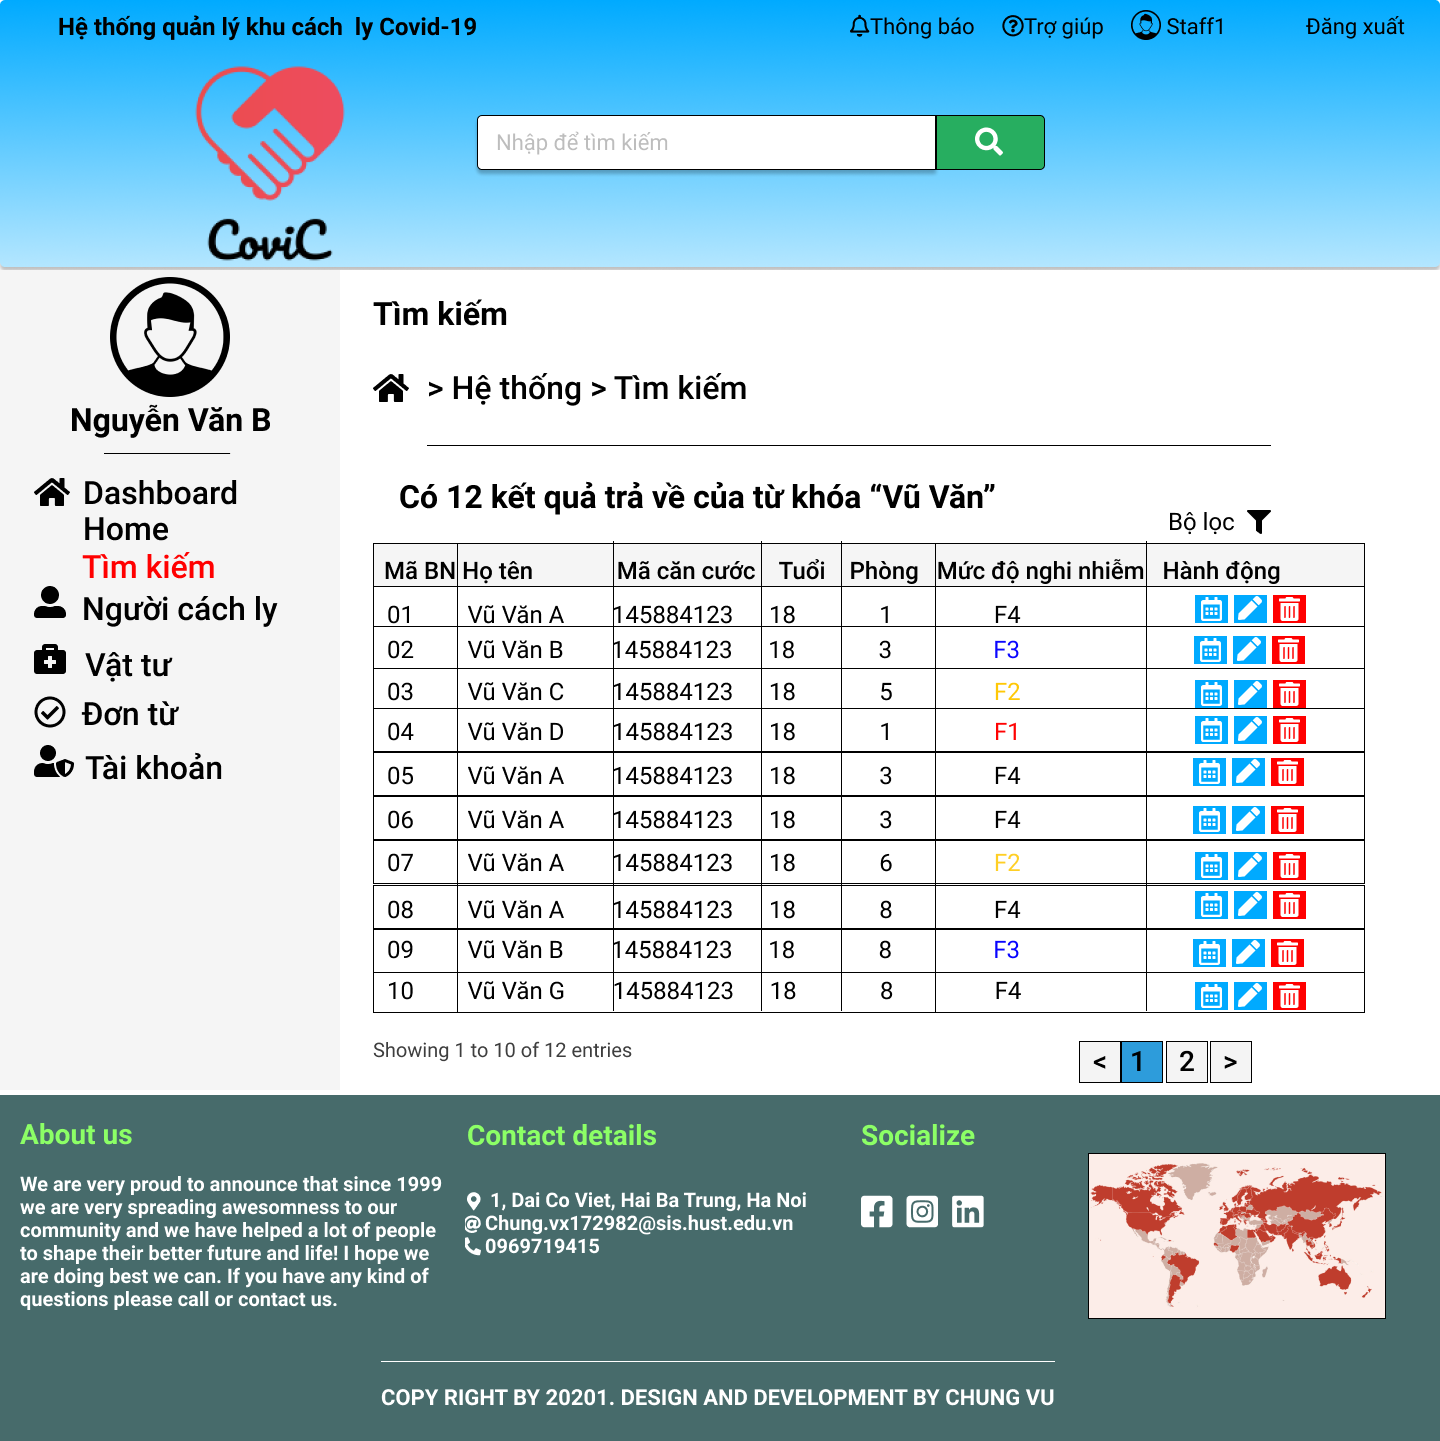 Hệ thống quản lý khu cách ly Covid-19
Thông báo
Trợ giúp
Staff1
Đăng xuất
CoviC
Nhập để tìm kiếm
Nguyễn Văn B
Dashboard
Home
Tìm kiếm
Người cách ly
Vật tư
Đơn từ
Tài khoản
Tìm kiếm
> Hệ thống > Tìm kiếm
Có 12 kết quả trả về của từ khóa “Vũ Văn”
Bộ lọc
Mã BN Họ tên Mã căn cước Tuổi Phòng Mức độ nghi nhiễm Hành động
01 Vũ Văn A 145884123 18 1 F4
02 Vũ Văn B 145884123 18 3 F3
03 Vũ Văn C 145884123 18 5 F2
04 Vũ Văn D 145884123 18 1 F1
05 Vũ Văn A 145884123 18 3 F4
06 Vũ Văn A 145884123 18 3 F4
07 Vũ Văn A 145884123 18 6 F2
08 Vũ Văn A 145884123 18 8 F4
09 Vũ Văn B 145884123 18 8 F3
10 Vũ Văn G 145884123 18 8 F4
Showing 1 to 10 of 12 entries
< 1 2 >
About us
We are very proud to announce that since 1999
we are very spreading awesomness to our
community and we have helped a lot of people
to shape their better future and life! I hope we
are doing best we can. If you have any kind of
questions please call or contact us.
Contact details
1, Dai Co Viet, Hai Ba Trung, Ha Noi
@ Chung.vx172982@sis.hust.edu.vn
0969719415
Socialize
COPY RIGHT BY 20201. DESIGN AND DEVELOPMENT BY CHUNG VU